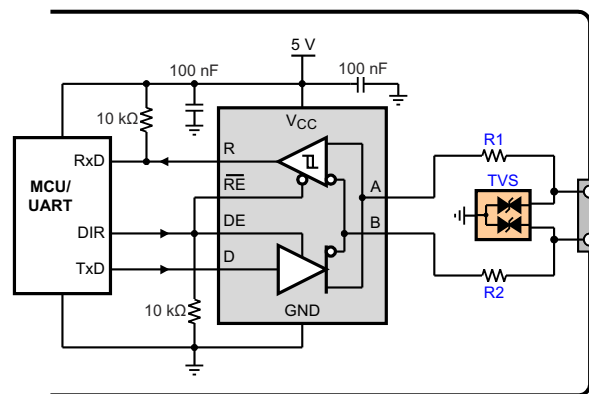 5 V
100 nF
100 nF
10 kΩ
VCC
R
RxD
RE
MCU/
UART
DIR
DE
TxD
D
A
B
R1
TVS
R2
10 kΩ
GND